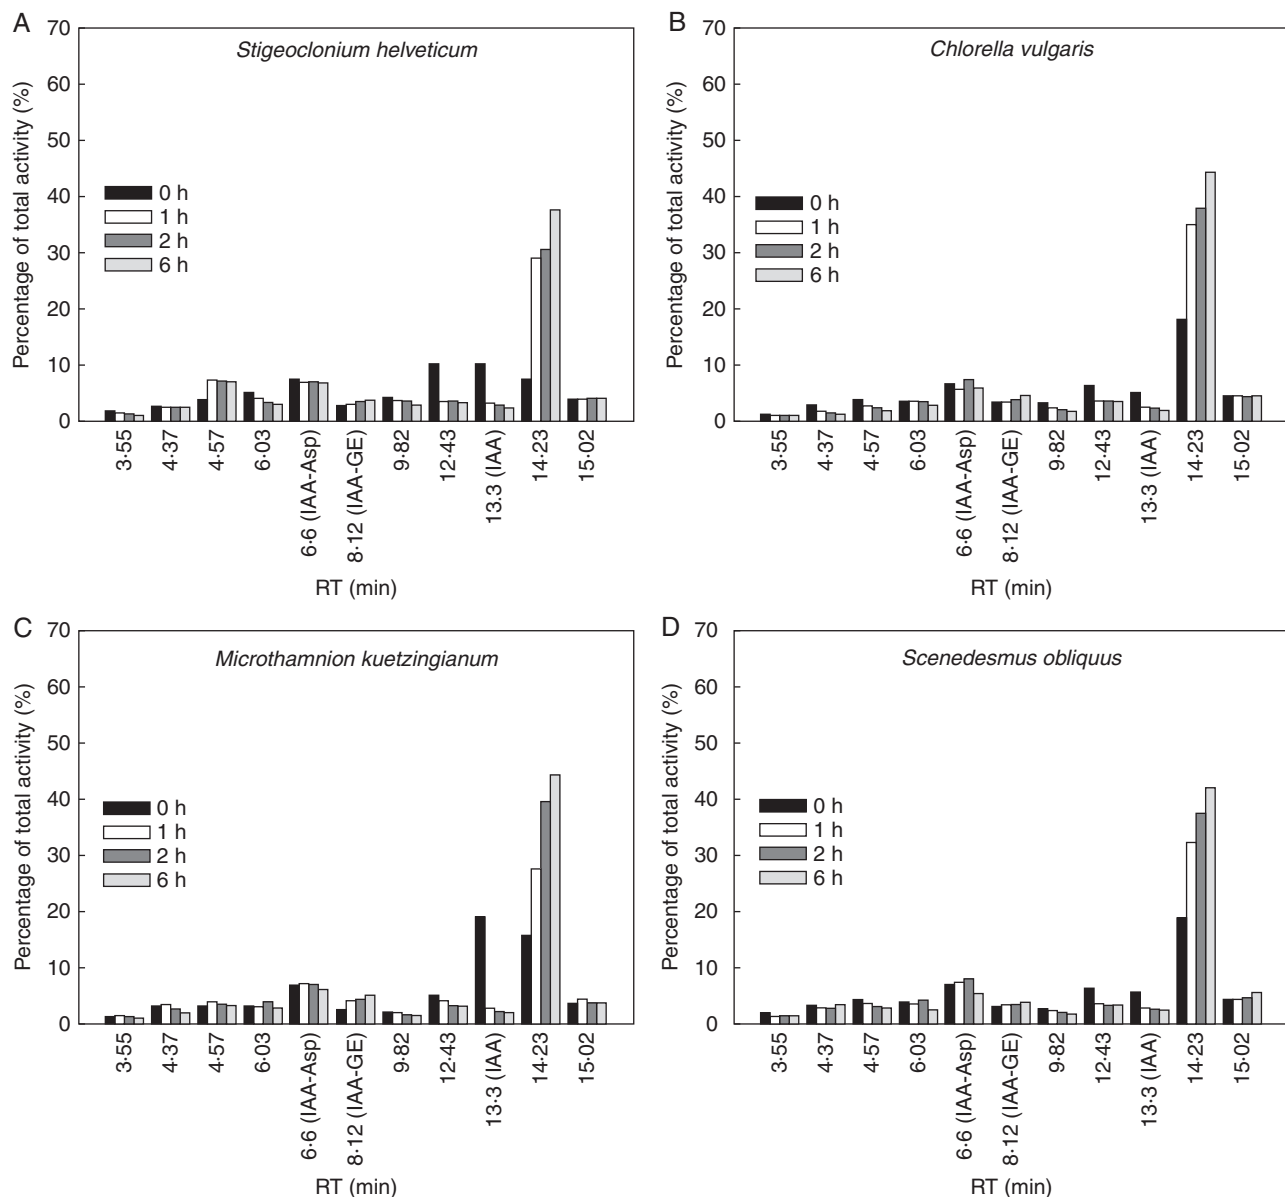 A
Stigeoclonium helveticum
Percentage of total activity (%)
70
60
50
40
30
20
10
0
0 h
1 h
2 h
6 h
3·55
4·37
4·57
6·03
6·6 (IAA-Asp)
8·12 (IAA-GE)
9·82
12·43
13.3 (IAA)
14·23
15·02
RT (min)
B
Chlorella vulgaris
Percentage of total activity (%)
70
60
50
40
30
20
10
0
0 h
1 h
2 h
6 h
3·55
4·37
4·57
6·03
6·6 (IAA-Asp)
8·12 (IAA-GE)
9·82
12·43
13·3 (IAA)
14·23
15·02
RT (min)
C
Microthamnion kuetzingianum
Percentage of total activity (%)
70
60
50
40
30
20
10
0
0 h
1 h
2 h
6 h
3·55
4·37
4·57
6·03
6·6 (IAA-Asp)
8·12 (IAA-GE)
9·82
12·43
13·3 (IAA)
14·23
15·02
RT (min)
D
Scenedesmus obliquus
Percentage of total activity (%)
70
60
50
40
30
20
10
0
0 h
1 h
2 h
6 h
3·55
4·37
4·57
6·03
6·6 (IAA-Asp)
8·12 (IAA-GE)
9·82
12·43
13·3 (IAA)
14·23
15·02
RT (min)